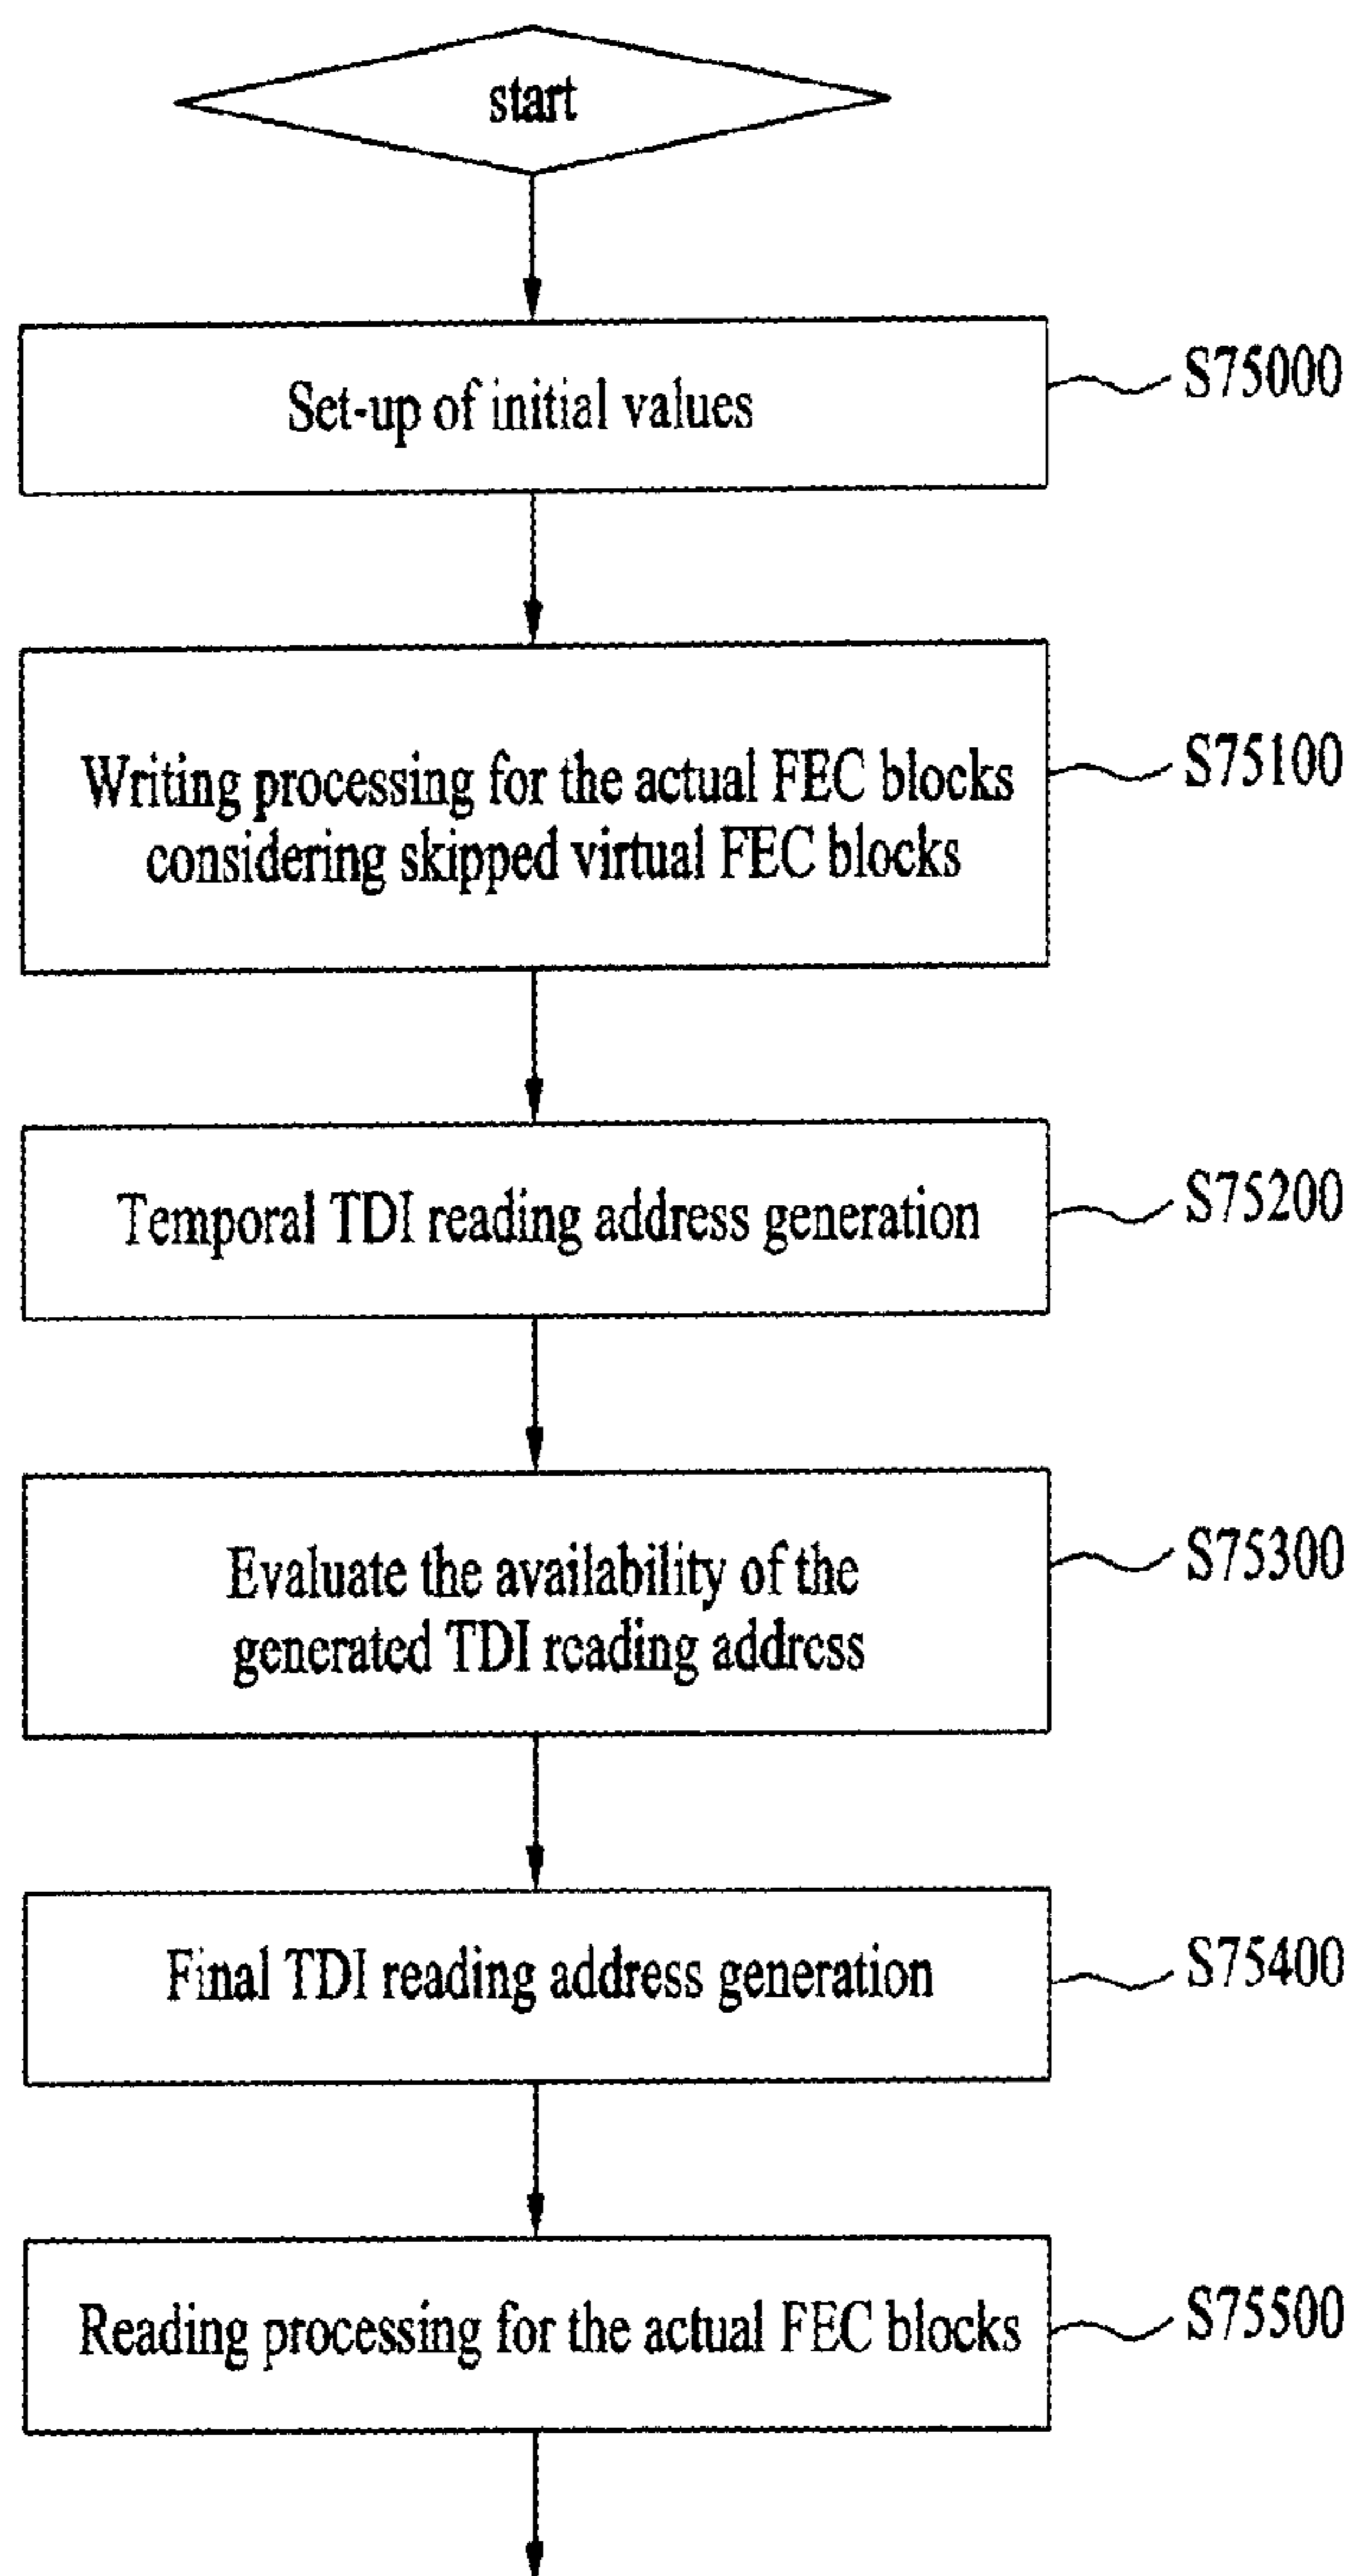 start
Set-up of initial values
S75000
Writing processing for the actual FEC blocks
considering skipped virtual FEC blocks
S75100
Temporal TDI reading address generation
S75200
Evaluate the availability of the
generated TDI reading address
S75300
Final TDI reading address generation
S75400
Reading processing for the actual FEC blocks
S75500